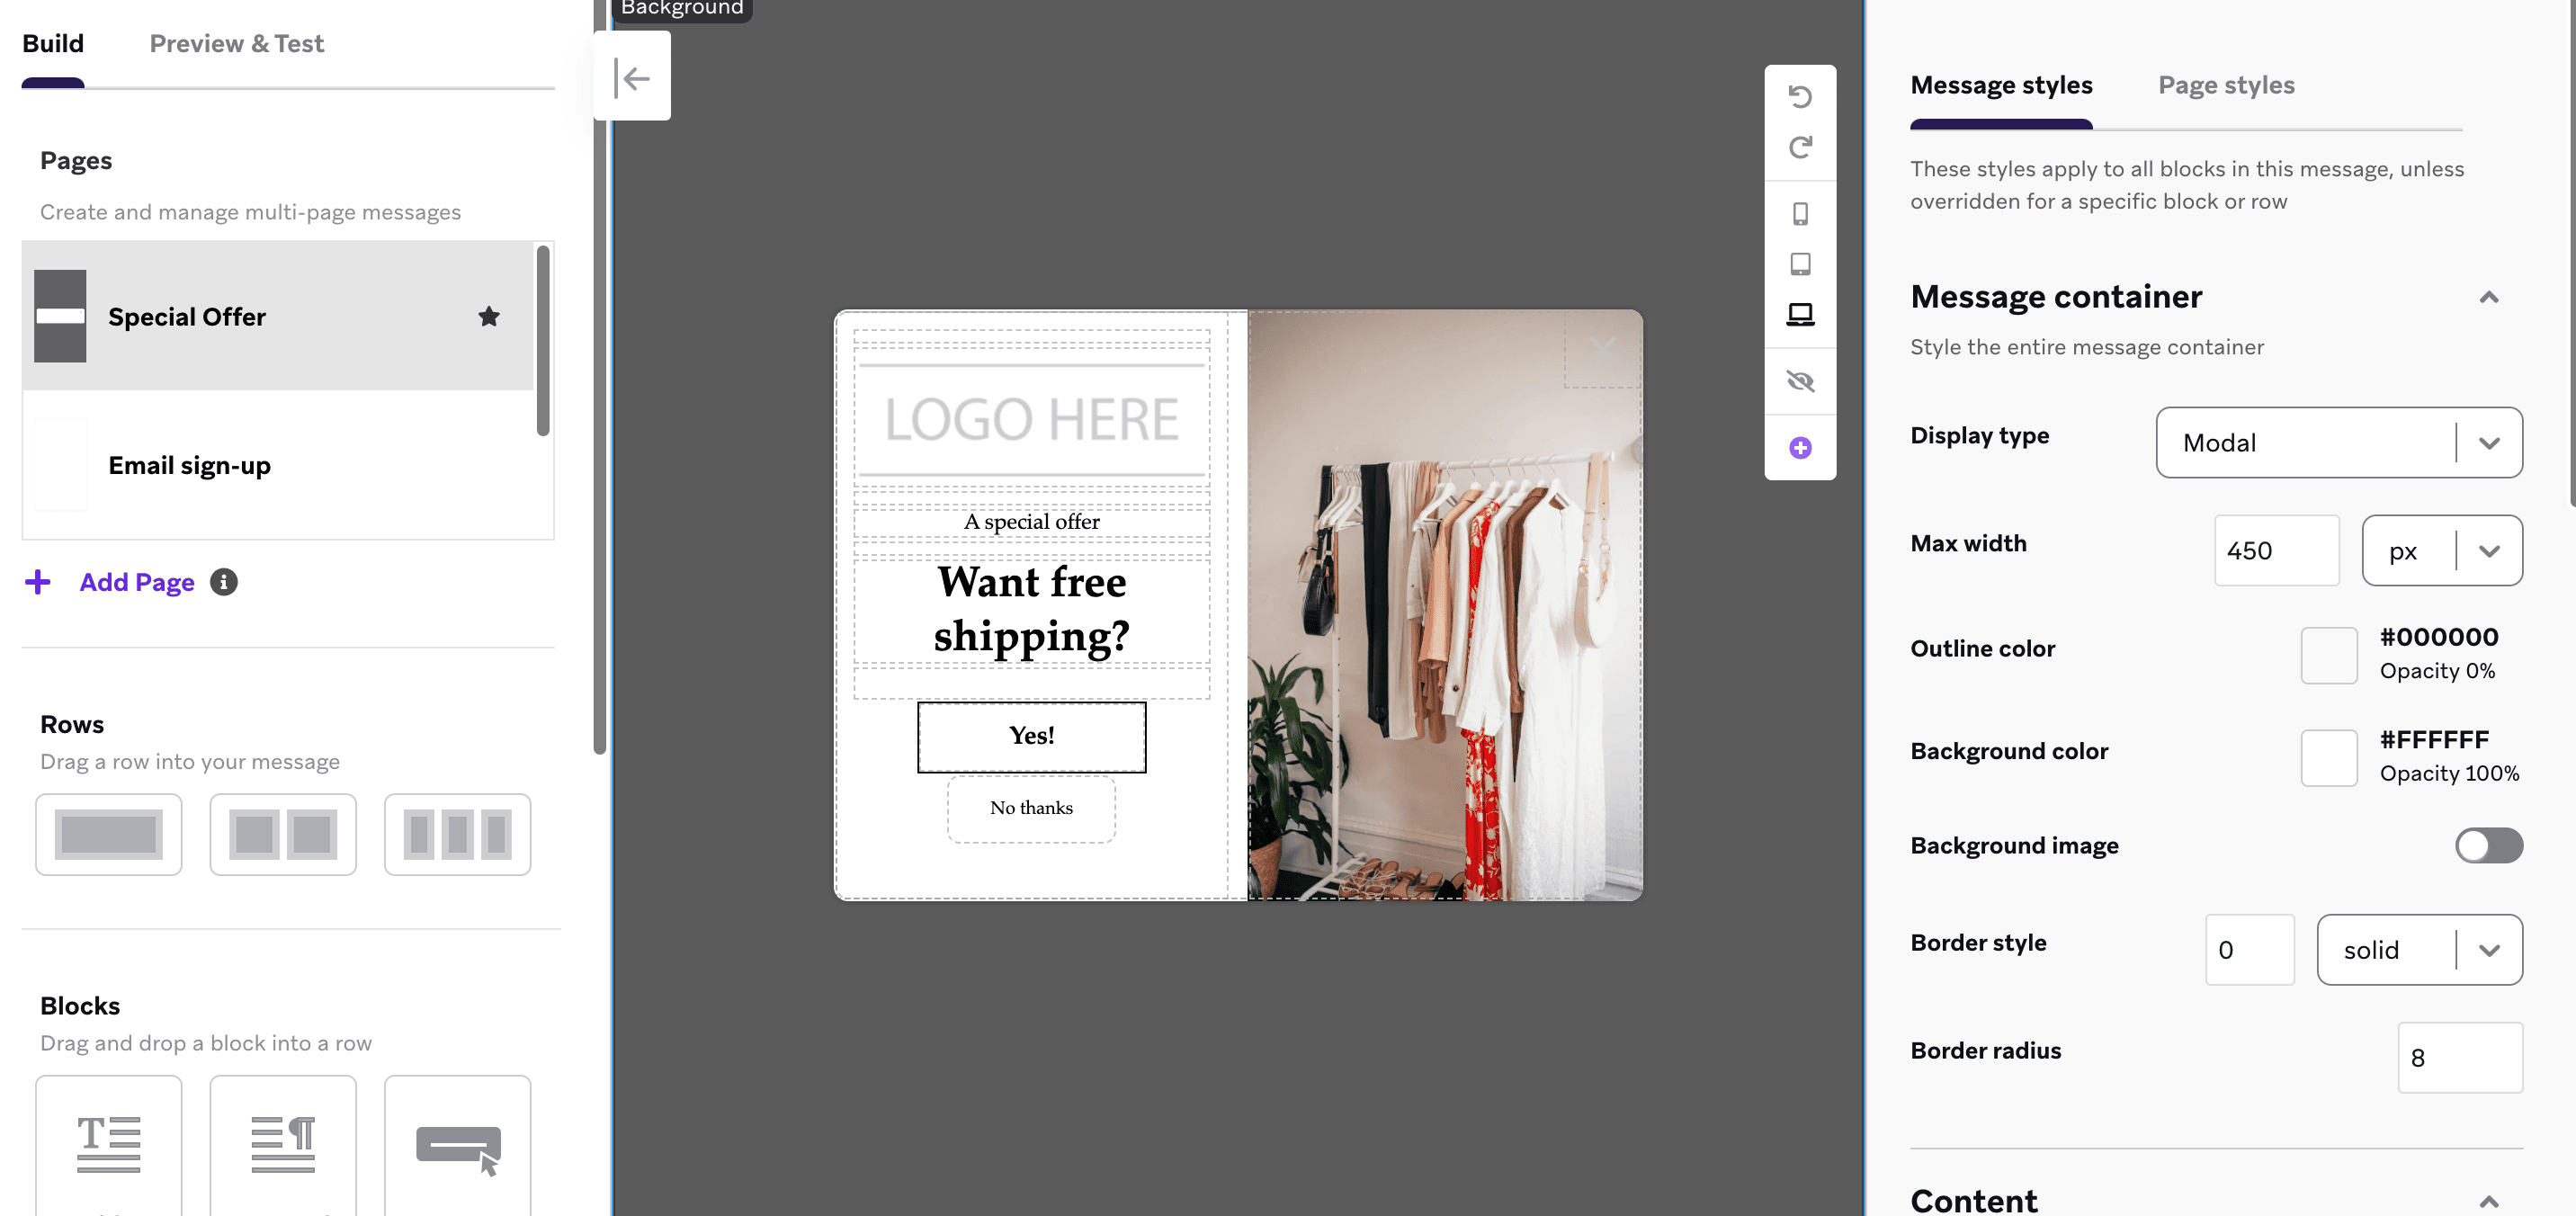 Background
Build
Preview & Test
Pages
Create and manage multi-page messages
Special Offer
Email sign-up
Add Page
Rows
Drag a row into your message
Blocks
Drag and drop a block into a row
LOGO HERE
A special offer
Want free
shipping?
Yes!
No thanks
Message styles
Page styles
These styles apply to all blocks in this message, unless
overridden for a specific block or row
Message container
Style the entire message container
Display type
Modal
Max width
450
px
Outline color
#000000
Opacity 0%
Background color
#FFFFFF
Opacity 100%
Background image
Border style
0
solid
Border radius
8
Content